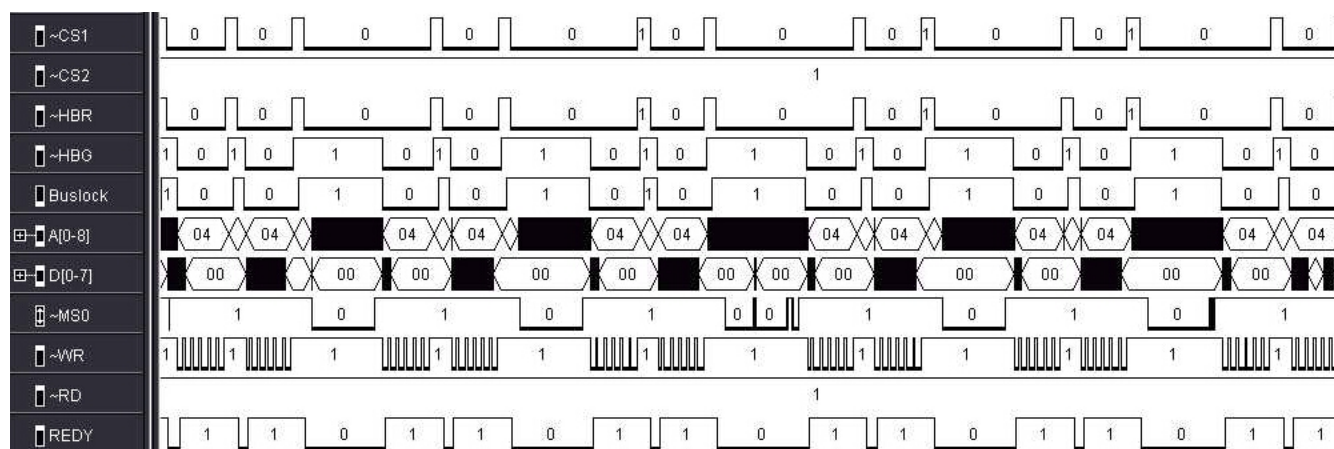 ~CS1 0 0 0 0 0 1 0 0 0 1 0 0 1 0 0
~CS2 1
~HBR 0 0 0 0 0 1 0 0 0 1 0 0 1 0 0
~HBG 1 0 1 0 1 0 1 0 1 0 1 0 1 0 1 0 1 0 1 0 1 0 1 0
Buslock 1 0 0 1 0 0 1 0 1 0 1 0 0 1 0 0 1 0 0
A[0-8] 04 04 04 04 04 04 04 04 04 04 04 04
D[0-7] 00 00 00 00 00 00 00 00 00 00 00 00
~MS0 1 0 1 0 1 0 0 1 0 1 0 1
~WR 1 1 1 1 1 1 1 1 1 1 1 1
~RD 1
REDY 1 1 0 1 1 0 1 1 0 1 1 0 1 1 0 1 1